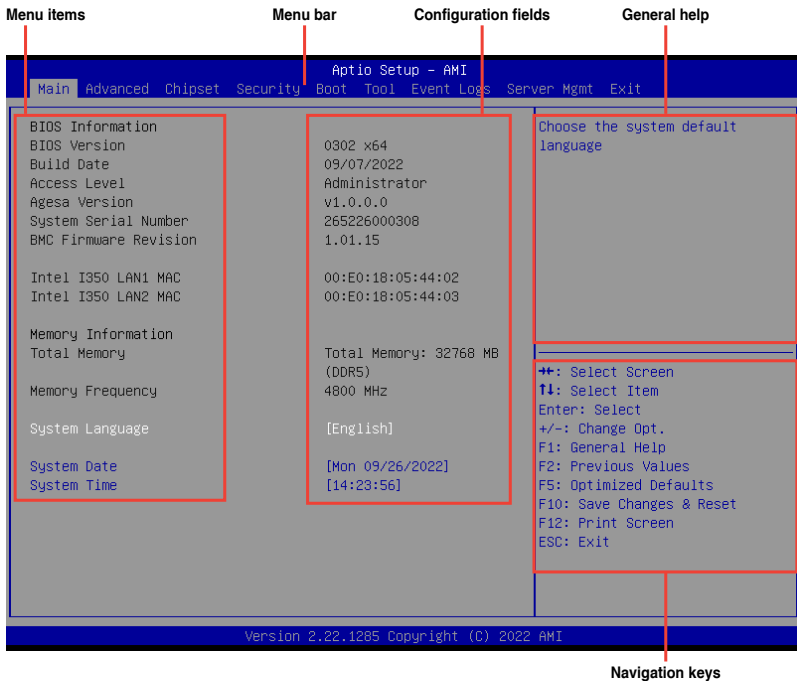 Menu items Menu bar Configuration fields General help
Aptio Setup - AMI
Main Advanced Chipset Security Boot Tool Event Logs Server Mgmt Exit
BIOS Information
BIOS Version 0302 x64
Build Date 09/07/2022
Access Level Administrator
Agesa Version v1.0.0.0
System Serial Number 265226000308
BMC Firmware Revision 1.01.15
Intel I350 LAN1 MAC 00:E0:18:05:44:02
Intel I350 LAN2 MAC 00:E0:18:05:44:03
Memory Information
Total Memory Total Memory: 32768 MB
(DDR5)
Memory Frequency 4800 MHz
System Language [English]
System Date [Mon 09/26/2022]
System Time [14:23:56]
Choose the system default
language
→←: Select Screen
↑↓: Select Item
Enter: Select
+/-: Change Opt.
F1: General Help
F2: Previous Values
F5: Optimized Defaults
F10: Save Changes & Reset
F12: Print Screen
ESC: Exit
Version 2.22.1285 Copyright (C) 2022 AMI
Navigation keys